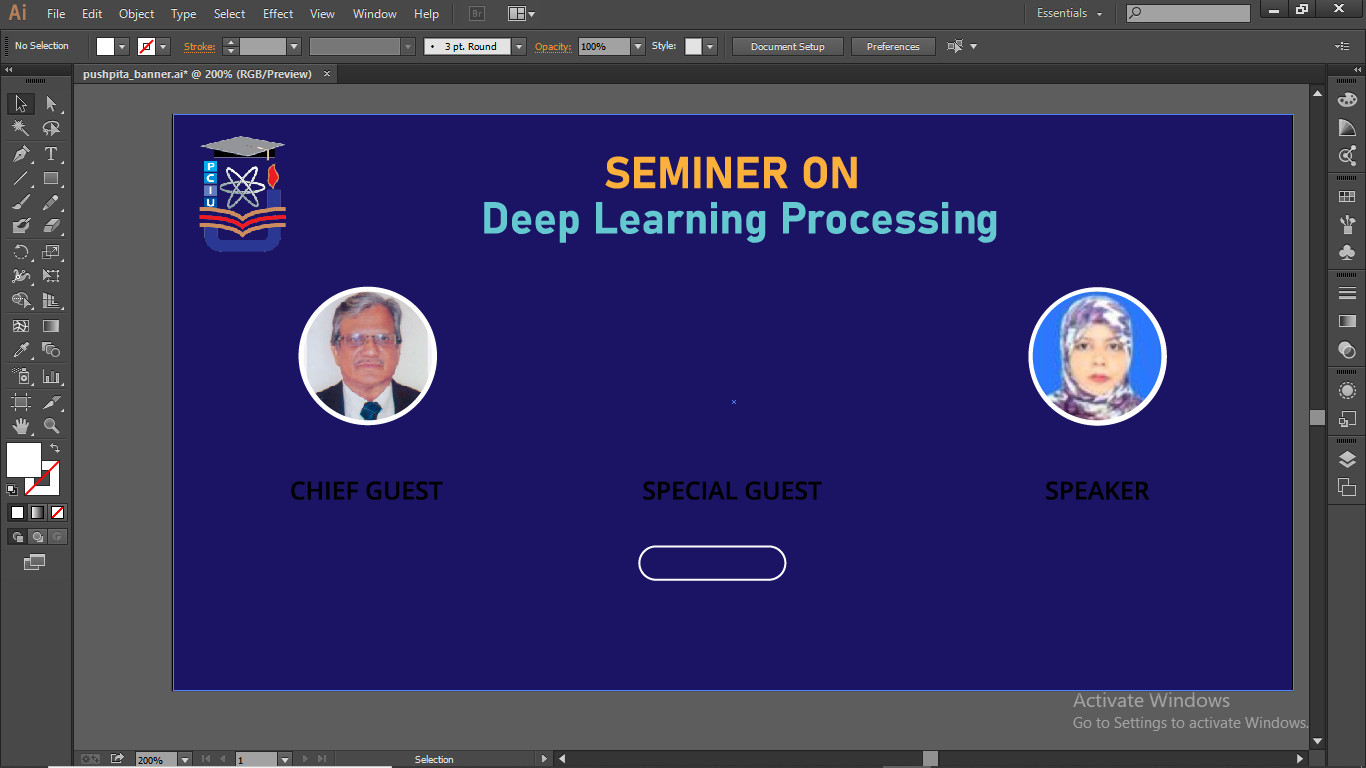 Ai File Edit Object Type Select Effect View Window Help Br Essentials
No Selection Stroke: 3 pt. Round Opacity: 100% Style: Document Setup Preferences
pushpita_banner.ai* @ 200% (RGB/Preview)
SEMINER ON
Deep Learning Processing
P
C
I
U
CHIEF GUEST SPECIAL GUEST SPEAKER
Activate Windows
Go to Settings to activate Windows.
200% 1 Selection